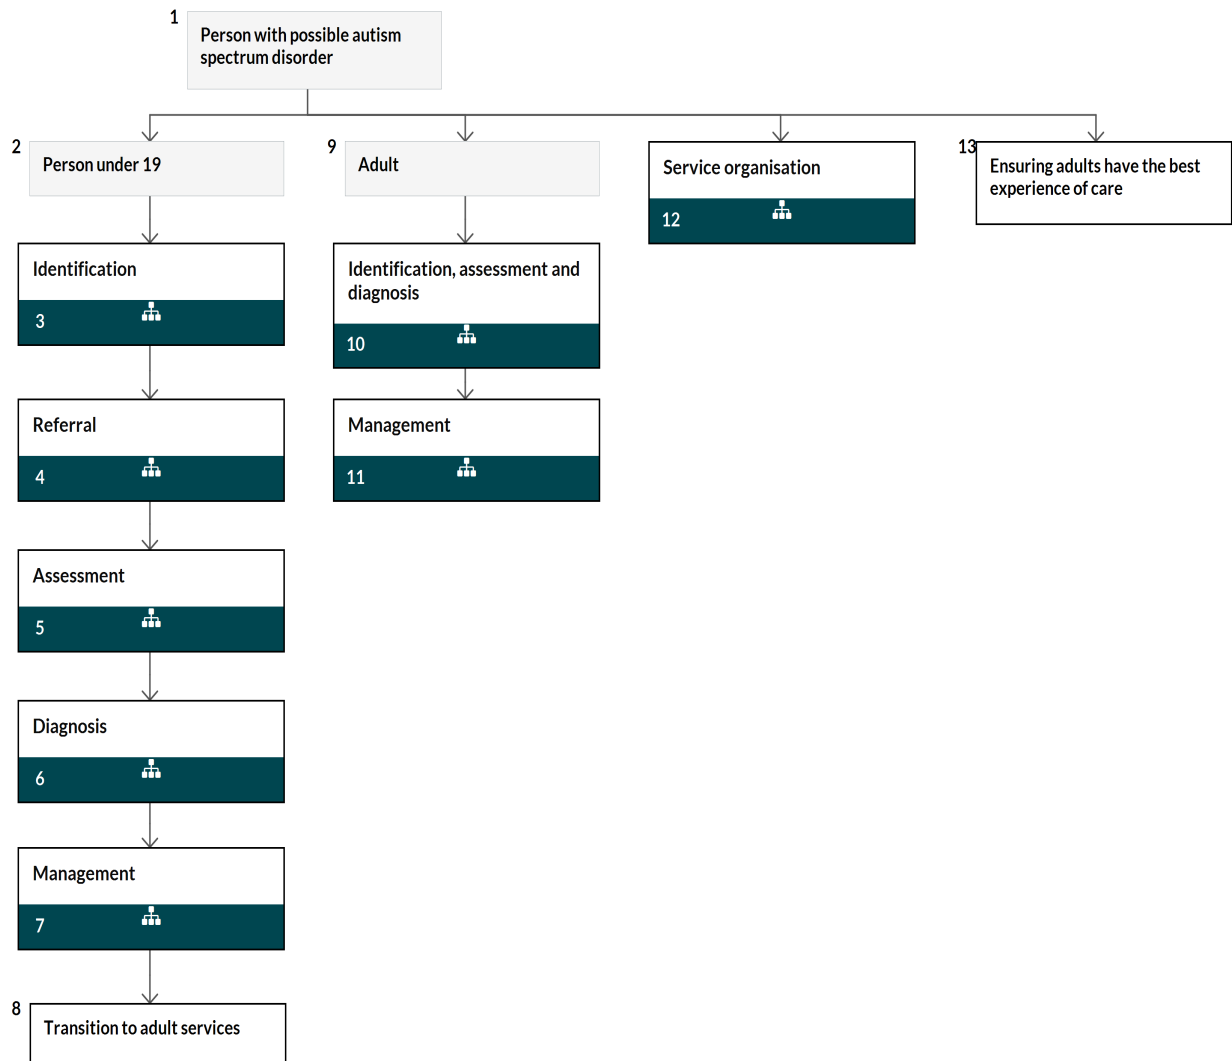 1
Person with possible autism
spectrum disorder
2
Person under 19
9
Adult
Service organisation
12
13
Ensuring adults have the best
experience of care
Identification
3
Identification, assessment and
diagnosis
10
Referral
4
Management
11
Assessment
5
Diagnosis
6
Management
7
8
Transition to adult services